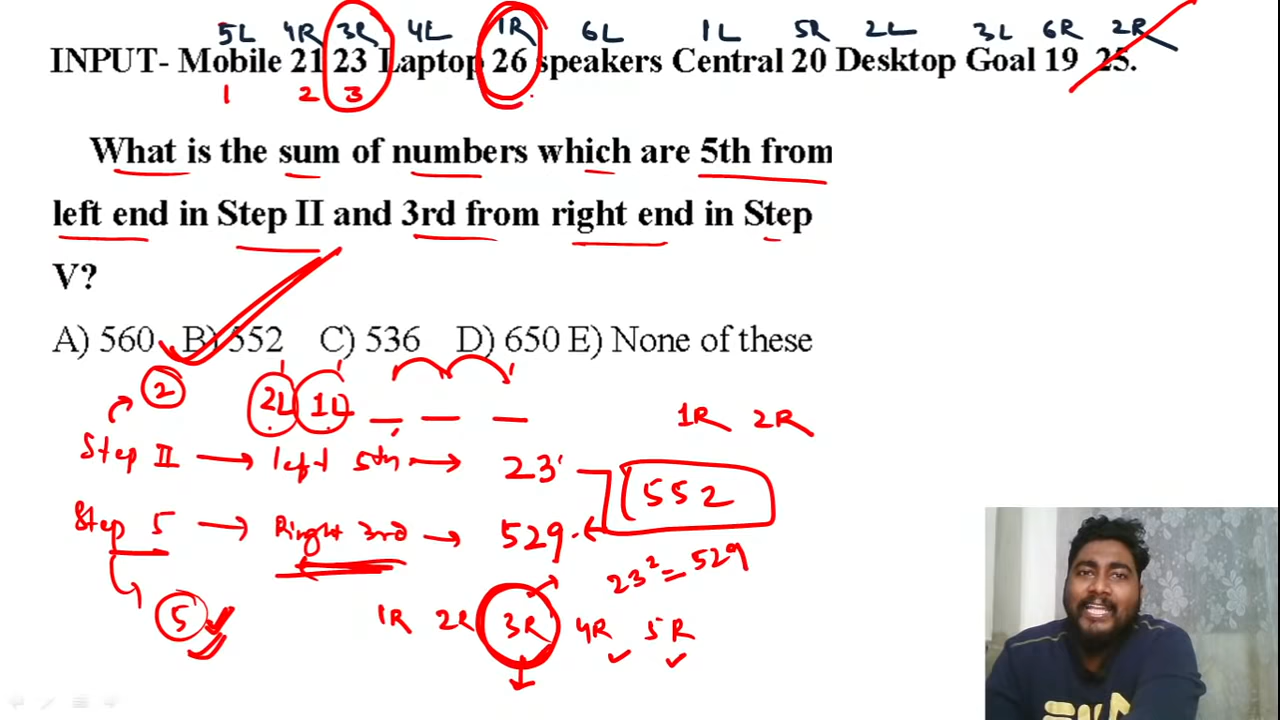 5L 4R 3R 4L 1R 6L 1L 5R 2L 3L 6R 2R
INPUT- Mobile 21 23 Laptop 26 speakers Central 20 Desktop Goal 19 25.
1 2 3
What is the sum of numbers which are 5th from
left end in Step II and 3rd from right end in Step
V?
A) 560 B) 552 C) 536 D) 650 E) None of these
2 2L 1L _ _ _ 1R 2R
Step II → left 5th → 23
552
Step 5 → Right 3rd → 529
23²=529
5 1R 2R 3R 4R 5R